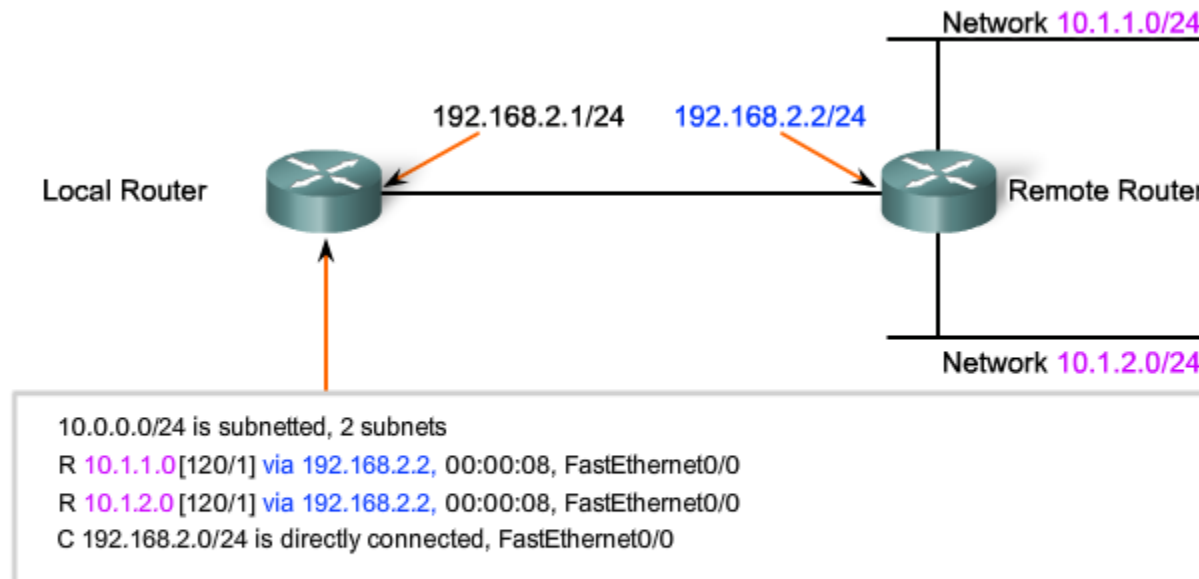 Network 10.1.1.0/24
192.168.2.1/24
192.168.2.2/24
Local Router
Remote Router
Network 10.1.2.0/24
10.0.0.0/24 is subnetted, 2 subnets
R 10.1.1.0 [120/1] via 192.168.2.2, 00:00:08, FastEthernet0/0
R 10.1.2.0 [120/1] via 192.168.2.2, 00:00:08, FastEthernet0/0
C 192.168.2.0/24 is directly connected, FastEthernet0/0